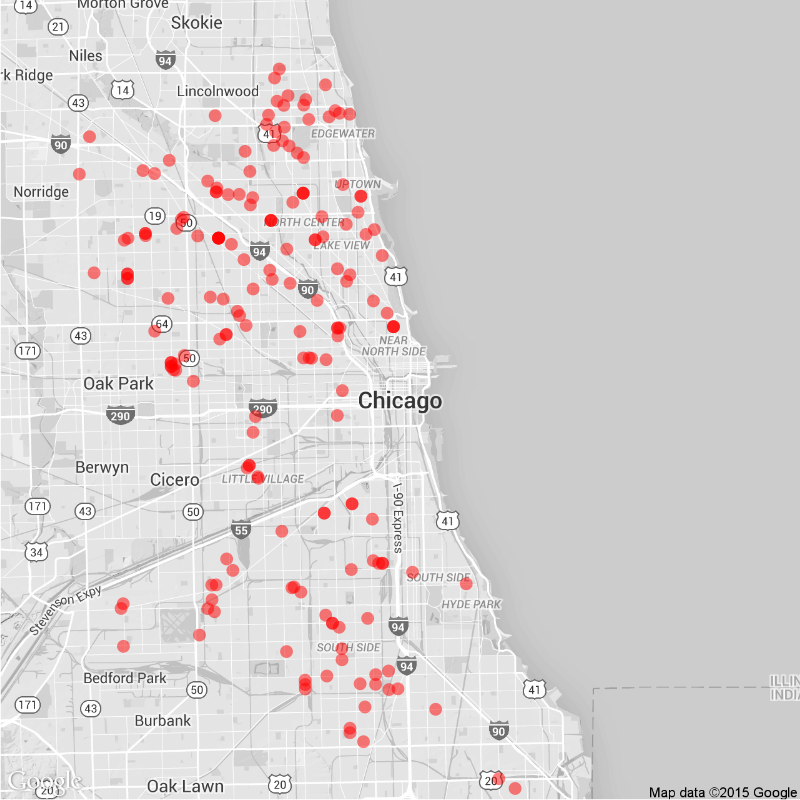 14
Morton Grove
21
Skokie
Niles
94
rk Ridge
14
Lincolnwood
43
41
EDGEWATER
90
Norridge
UPTOWN
19
50
ORTH CENTER
94
LAKE VIEW
41
90
64
43
NEAR
NORTH SIDE
171
50
Oak Park
290
290
Chicago
Berwyn
Cicero
LITTLE VILLAGE
171
43
50
I-90 Express
41
55
34
SOUTH SIDE
HYDE PARK
Stevenson Expy
94
SOUTH SIDE
94
Bedford Park
50
41
ILLIN
INDIA
171
43
Burbank
90
Google
20
Oak Lawn
20
20
Map data ©2015 Google